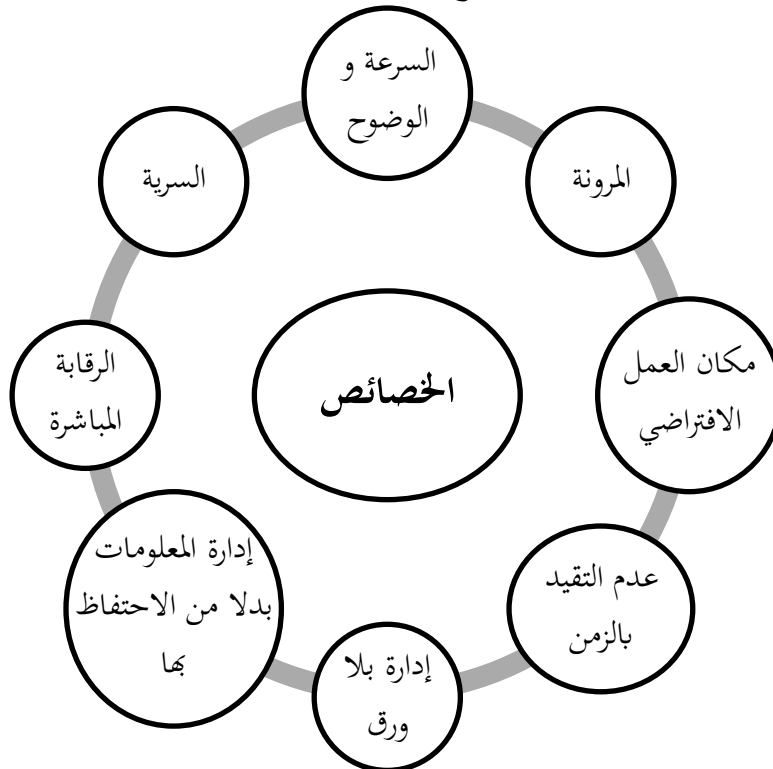 السرعة و
الوضوح
المرونة
مكان العمل
الافتراضي
عدم التقيد
بالزمن
إدارة بلا
ورق
إدارة المعلومات
بدلا من الاحتفاظ
بها
الرقابة
المباشرة
السرية
الخصائص